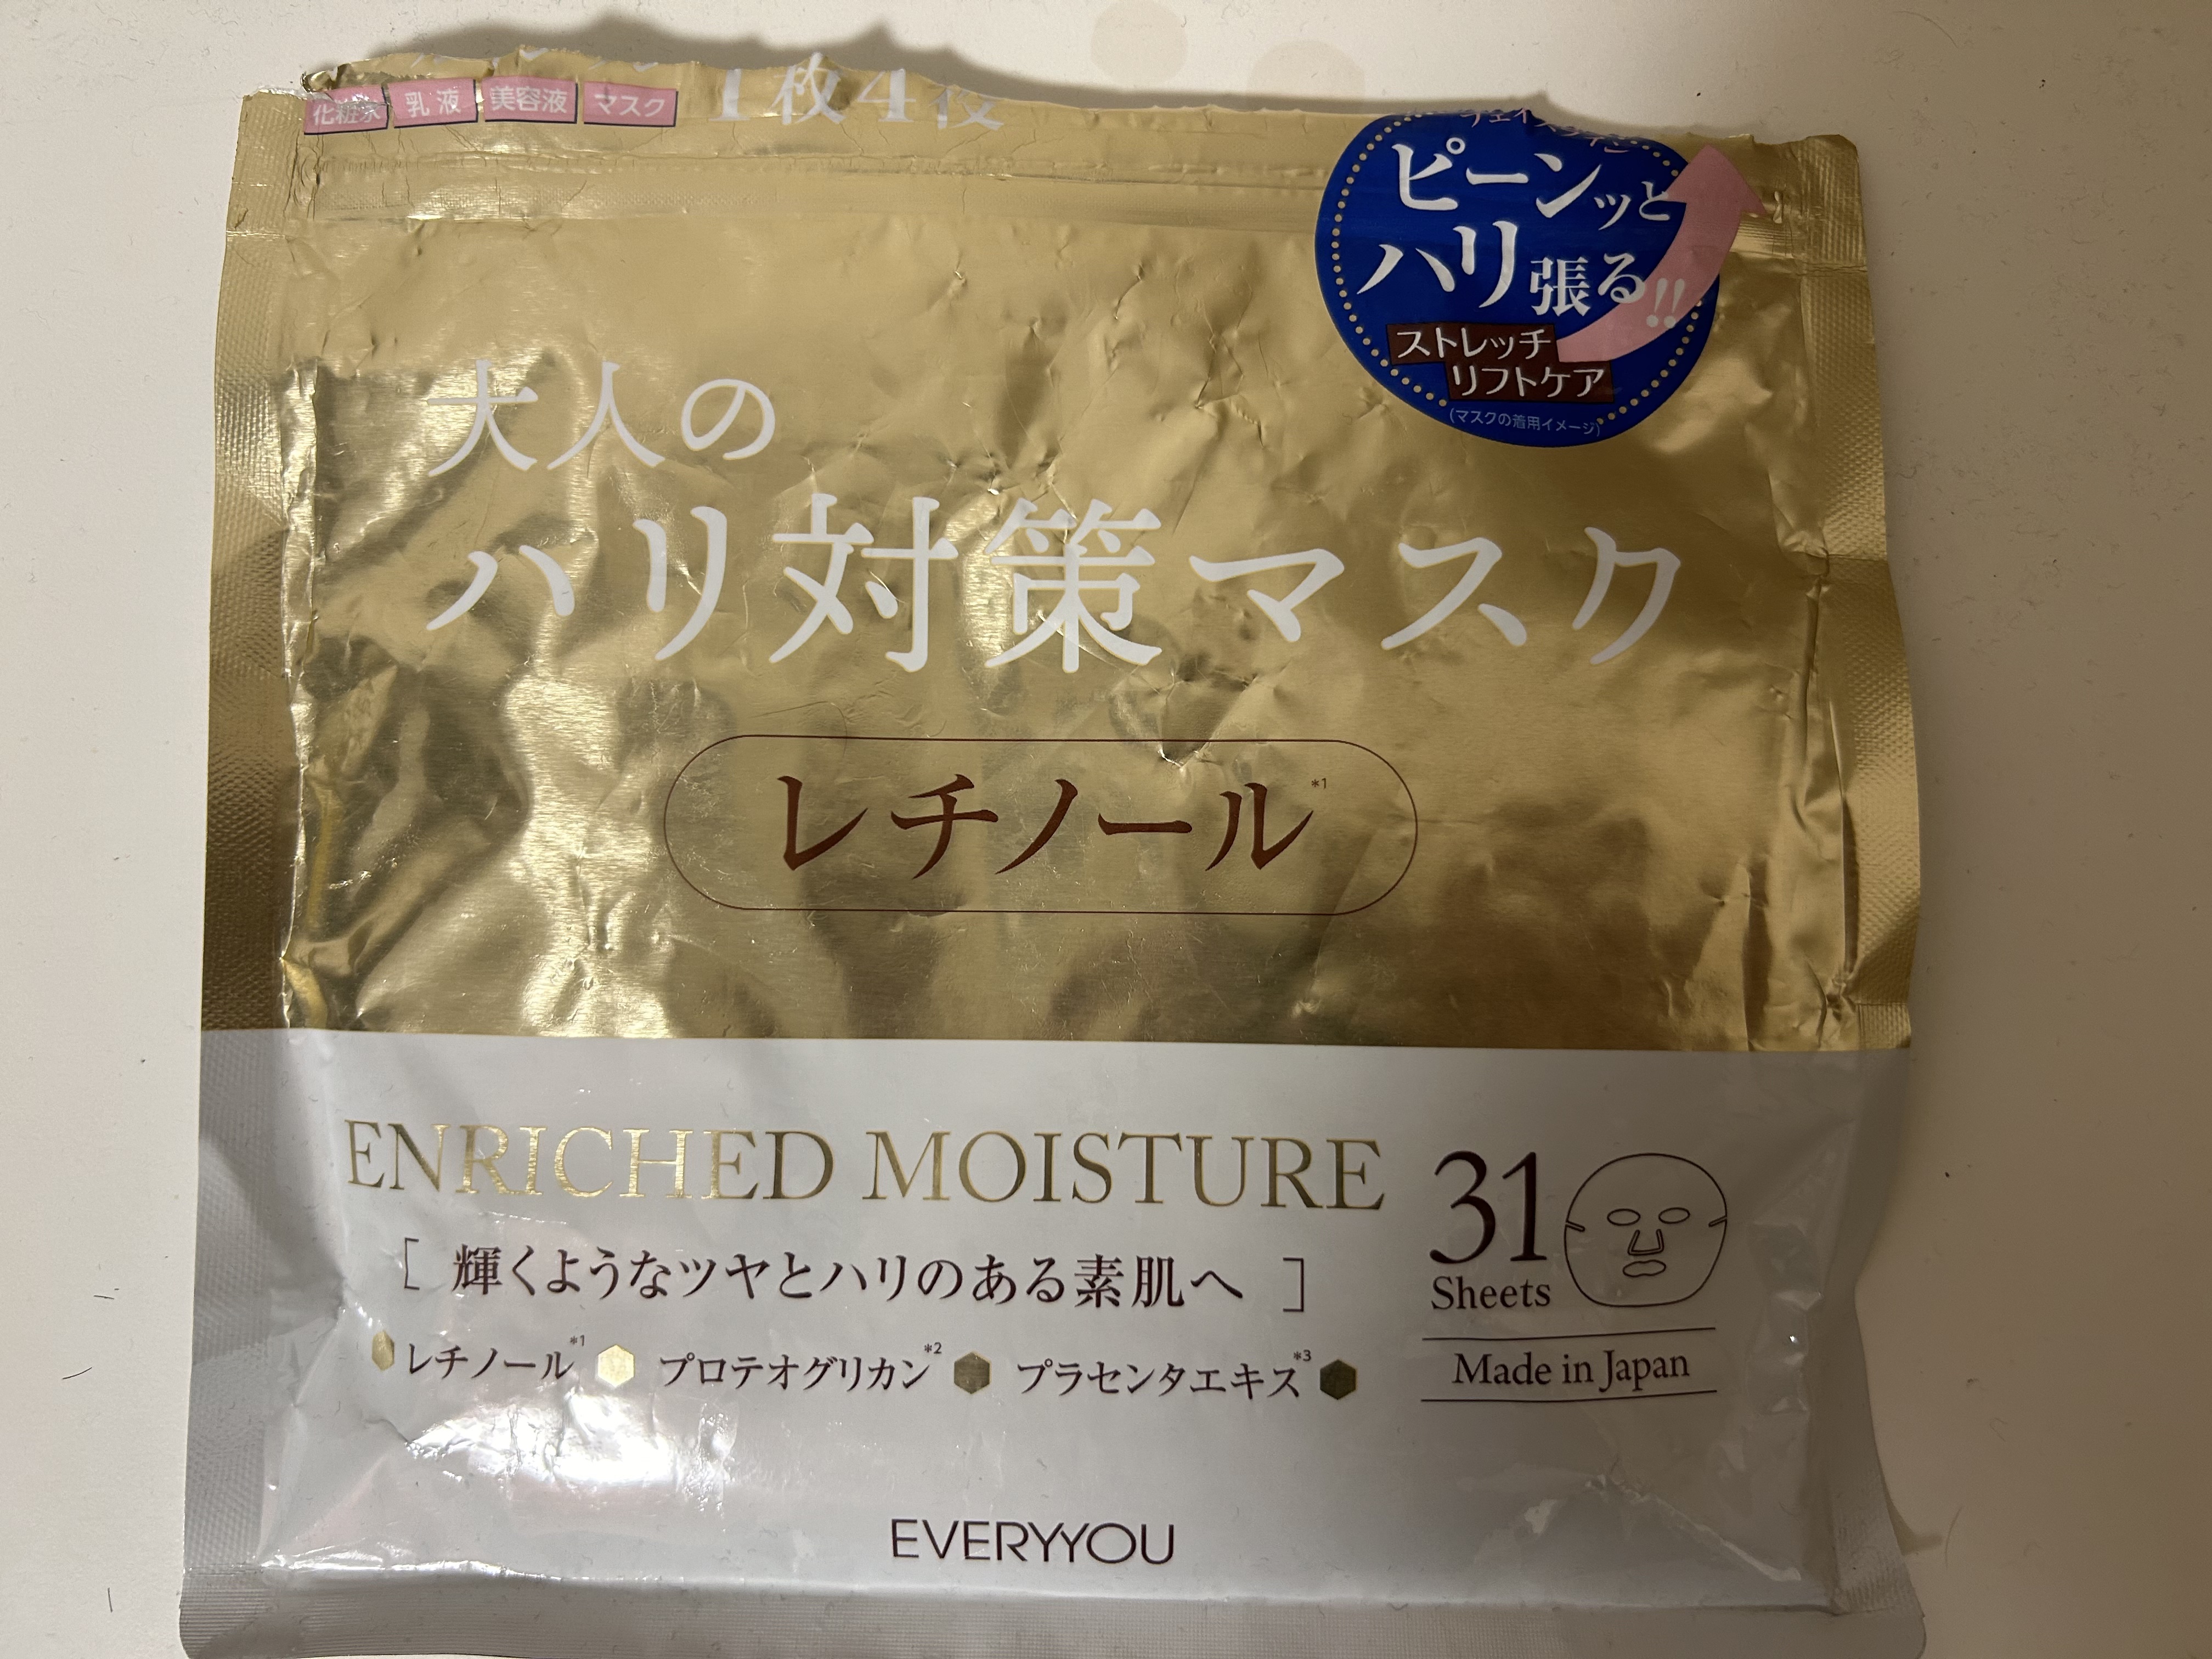 化粧水 乳液 美容液 マスク 1枚4役
ピーンッと
ハリ張る!!
ストレッチ
リフトケア
(マスクの着用イメージ)
大人の
ハリ対策マスク
レチノール*1
ENRICHED MOISTURE
[ 輝くようなツヤとハリのある素肌へ ]
レチノール*1 プロテオグリカン*2 プラセンタエキス*3
31
Sheets
Made in Japan
EVERYYOU